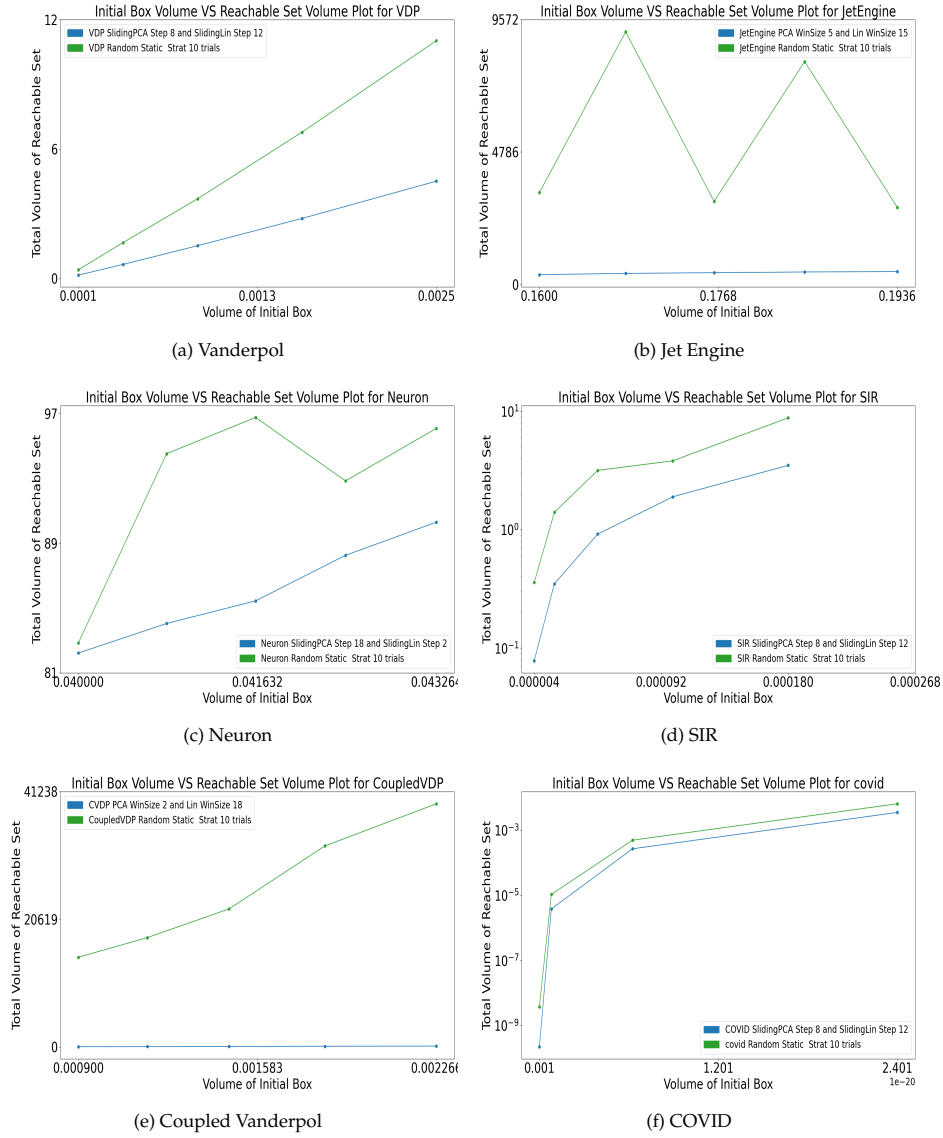 Initial Box Volume VS Reachable Set Volume Plot for VDP
VDP SlidingPCA Step 8 and SlidingLin Step 12
VDP Random Static  Strat 10 trials
Total Volume of Reachable Set
12
6
0
0.0001
0.0013
0.0025
Volume of Initial Box
(a) Vanderpol
Initial Box Volume VS Reachable Set Volume Plot for JetEngine
JetEngine PCA WinSize 5 and Lin WinSize 15
JetEngine Random Static  Strat 10 trials
Total Volume of Reachable Set
9572
4786
0
0.1600
0.1768
0.1936
Volume of Initial Box
(b) Jet Engine
Initial Box Volume VS Reachable Set Volume Plot for Neuron
Total Volume of Reachable Set
97
89
81
Neuron SlidingPCA Step 18 and SlidingLin Step 2
Neuron Random Static  Strat 10 trials
0.040000
0.041632
0.043264
Volume of Initial Box
(c) Neuron
Initial Box Volume VS Reachable Set Volume Plot for SIR
Total Volume of Reachable Set
10¹
10⁰
10⁻¹
SIR SlidingPCA Step 8 and SlidingLin Step 12
SIR Random Static  Strat 10 trials
0.000004
0.000092
0.000180
0.000268
Volume of Initial Box
(d) SIR
Initial Box Volume VS Reachable Set Volume Plot for CoupledVDP
CVDP PCA WinSize 2 and Lin WinSize 18
CoupledVDP Random Static  Strat 10 trials
Total Volume of Reachable Set
41238
20619
0
0.000900
0.001583
0.002266
Volume of Initial Box
(e) Coupled Vanderpol
Initial Box Volume VS Reachable Set Volume Plot for covid
Total Volume of Reachable Set
10⁻³
10⁻⁵
10⁻⁷
10⁻⁹
COVID SlidingPCA Step 8 and SlidingLin Step 12
covid Random Static  Strat 10 trials
0.001
1.201
2.401
1e−20
Volume of Initial Box
(f) COVID